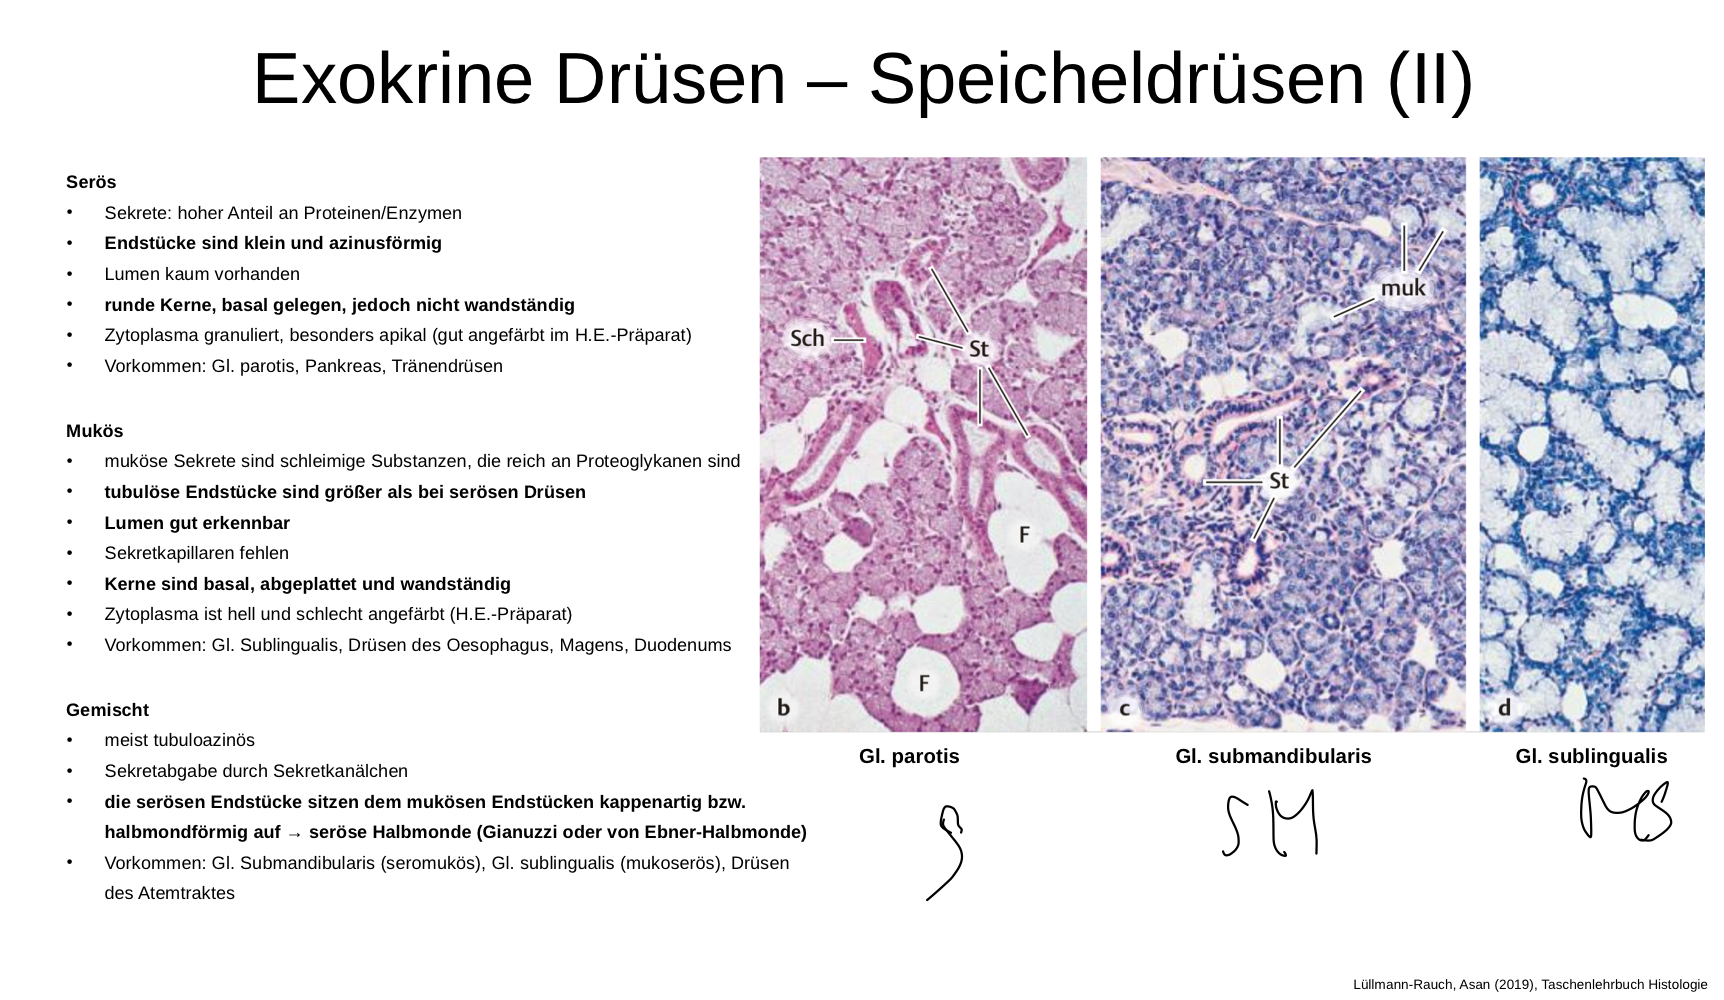 Exokrine Drüsen – Speicheldrüsen (II)
Serös
• Sekrete: hoher Anteil an Proteinen/Enzymen
• Endstücke sind klein und azinusförmig
• Lumen kaum vorhanden
• runde Kerne, basal gelegen, jedoch nicht wandständig
• Zytoplasma granuliert, besonders apikal (gut angefärbt im H.E.-Präparat)
• Vorkommen: Gl. parotis, Pankreas, Tränendrüsen
Mukös
• muköse Sekrete sind schleimige Substanzen, die reich an Proteoglykanen sind
• tubulöse Endstücke sind größer als bei serösen Drüsen
• Lumen gut erkennbar
• Sekretkapillaren fehlen
• Kerne sind basal, abgeplattet und wandständig
• Zytoplasma ist hell und schlecht angefärbt (H.E.-Präparat)
• Vorkommen: Gl. Sublingualis, Drüsen des Oesophagus, Magens, Duodenums
Gemischt
• meist tubuloazinös
• Sekretabgabe durch Sekretkanälchen
• die serösen Endstücke sitzen dem mukösen Endstücken kappenartig bzw.
halbmondförmig auf → seröse Halbmonde (Gianuzzi oder von Ebner-Halbmonde)
• Vorkommen: Gl. Submandibularis (seromukös), Gl. sublingualis (mukoserös), Drüsen
des Atemtraktes
Sch
St
F
F
b
muk
St
c
d
Gl. parotis
Gl. submandibularis
Gl. sublingualis
S
SM
MS
Lüllmann-Rauch, Asan (2019), Taschenlehrbuch Histologie